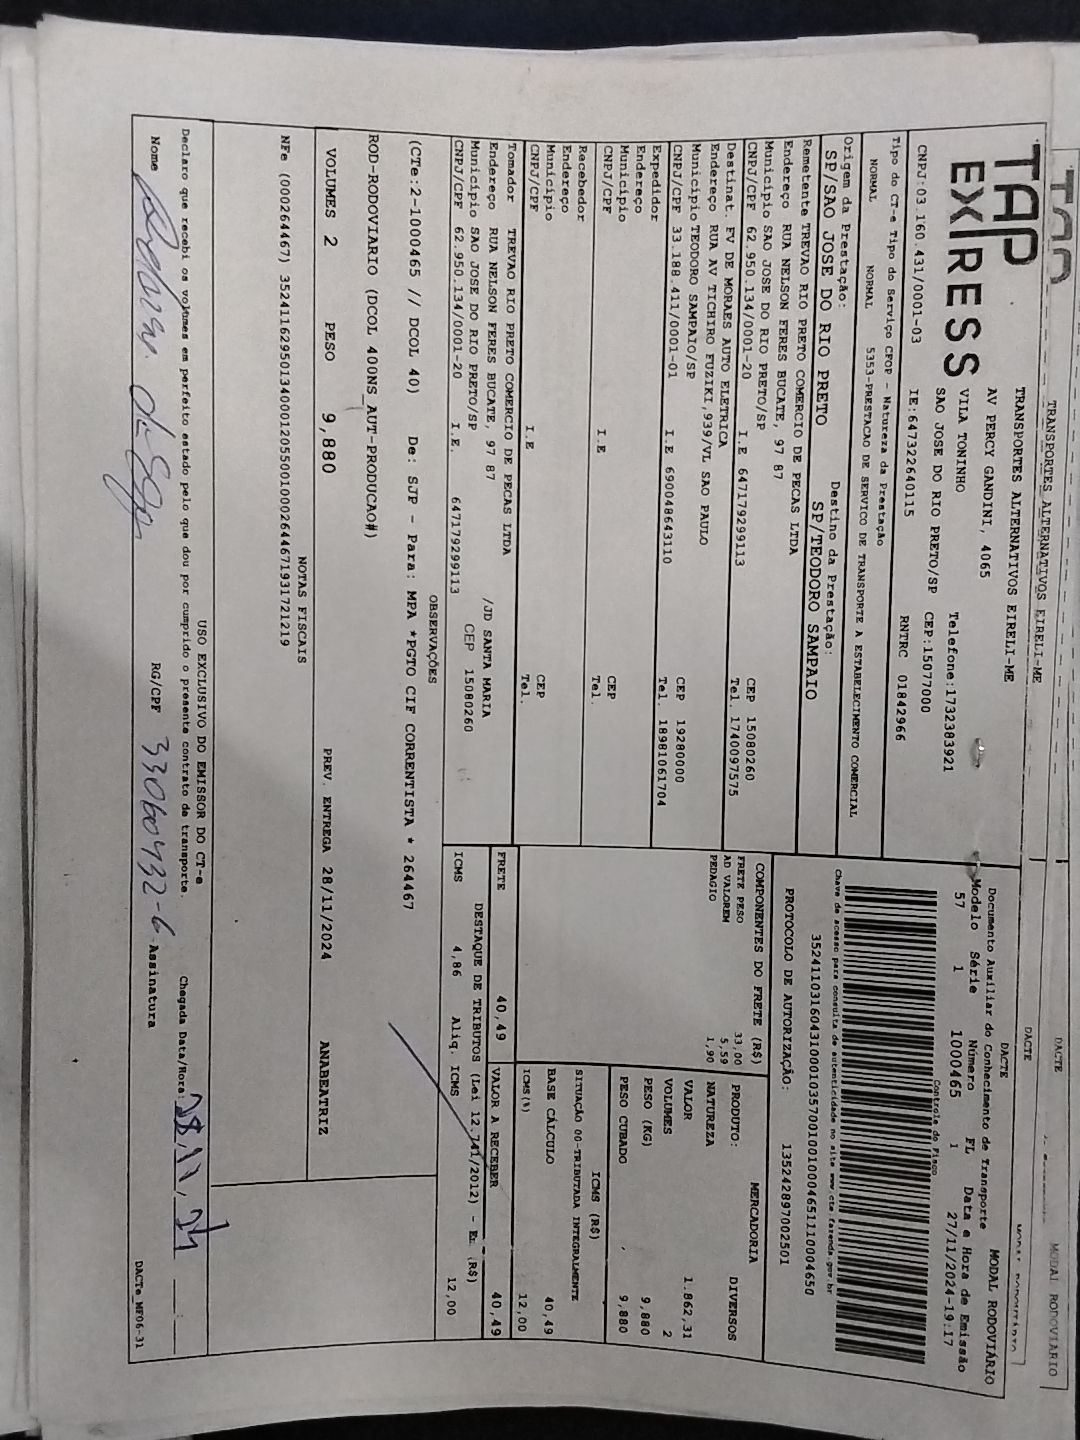 TRANSPORTES ALTERNATIVOS EIRELI-ME
DACTE
MODAL RODOVIÁRIO
TAP
EXPRESS
TRANSPORTES ALTERNATIVOS EIRELI-ME
AV PERCY GANDINI, 4065
VILA TONINHO
SAO JOSE DO RIO PRETO/SP
Telefone:1732383921
CEP:15077000
CNPJ:03.160.431/0001-03
IE:647322640115
RNTRC 01842966
DACTE
MODAL RODOVIÁRIO
Documento Auxiliar do Conhecimento de Transporte
Modelo Série Número FL Data e Hora de Emissão
57 1 1000465 1 27/11/2024-19:17
Controle do Fisco
Chave de acesso para consulta de autenticidade no site www.cte.fazenda.gov.br
PROTOCOLO DE AUTORIZAÇÃO: 135242897002501
Tipo do CT-e Tipo do Serviço CFOP - Natureza da Prestação
NORMAL NORMAL 5353-PRESTACAO DE SERVICO DE TRANSPORTE A ESTABELECIMENTO COMERCIAL
Origem da Prestação: Destino da Prestação:
SP/SAO JOSE DO RIO PRETO SP/TEODORO SAMPAIO
Remetente TREVAO RIO PRETO COMERCIO DE PECAS LTDA
Endereço RUA NELSON FERES BUCATE, 97 87
Município SAO JOSE DO RIO PRETO/SP CEP 15080260
CNPJ/CPF 62.950.134/0001-20 I.E 647179299113 Tel. 1740097575
Destinat. FV DE MORAES AUTO ELETRICA
Endereço RUA AV TICHIRO FUZIKI,939/VL SAO PAULO
Município TEODORO SAMPAIO/SP CEP 19280000
CNPJ/CPF 33.188.411/0001-01 I.E 690048643110 Tel. 18981061704
Expedidor
Endereço
Município CEP
CNPJ/CPF I.E Tel.
Recebedor
Endereço
Município CEP
CNPJ/CPF I.E Tel.
Tomador TREVAO RIO PRETO COMERCIO DE PECAS LTDA
Endereço RUA NELSON FERES BUCATE, 97 87 /JD SANTA MARIA
Município SAO JOSE DO RIO PRETO/SP CEP 15080260
CNPJ/CPF 62.950.134/0001-20 I.E. 647179299113
COMPONENTES DO FRETE (R$)
FRETE PESO 33,00
AD VALOREM 5,59
PEDAGIO 1,90
MERCADORIA
PRODUTO: DIVERSOS
NATUREZA
VALOR 1.862,31
VOLUMES 2
PESO (KG) 9,880
PESO CUBADO 9,880
ICMS (R$)
SITUAÇÃO 00-TRIBUTADA INTEGRALMENTE
BASE CÁLCULO 40,49
ICMS(%) 12,00
FRETE 40,49 VALOR A RECEBER 40,49
DESTAQUE DE TRIBUTOS (Lei 12.741/2012) - Em (R$)
ICMS 4,86 Aliq. ICMS 12,00
OBSERVAÇÕES
(CTe:2-1000465 // DCOL 40) De: SJP - Para: MPA *PGTO CIF CORRENTISTA * 264467
ROD-RODOVIARIO (DCOL 400NS_AUT-PRODUCAO#)
VOLUMES 2 PESO 9,880 PREV. ENTREGA 28/11/2024 ANABEATRIZ
NOTAS FISCAIS
NFe (000264467) 35241162950134000120550010002644671931721219
USO EXCLUSIVO DO EMISSOR DO CT-e
Declaro que recebi os volumes em perfeito estado pelo que dou por cumprido o presente contrato de transporte.
Chegada Data/Hora: 28/11/24
Nome RG/CPF 33060932-6 Assinatura
DACTe_MF06-31